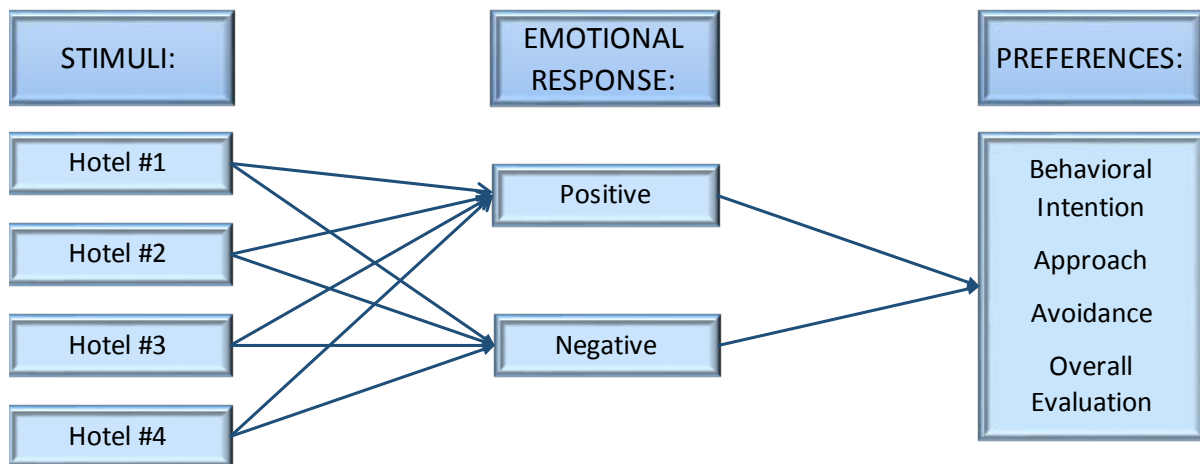 STIMULI:
EMOTIONAL
RESPONSE:
PREFERENCES:
Hotel #1
Hotel #2
Hotel #3
Hotel #4
Positive
Negative
Behavioral
Intention
Approach
Avoidance
Overall
Evaluation